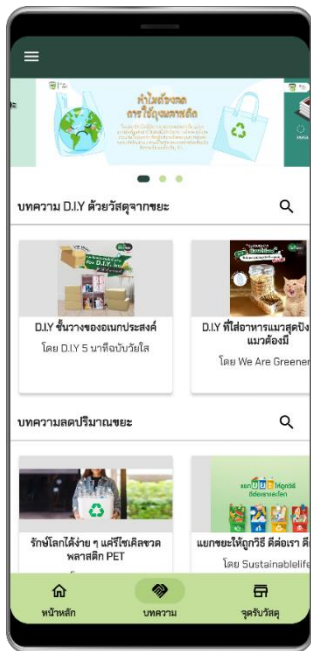 ทำไมต้องลด
การใช้ถุงพลาสติก
บทความ D.I.Y ด้วยวัสดุจากขยะ
D.I.Y ชั้นวางของอเนกประสงค์
โดย D.I.Y 5 นาทีฉบับวัยใส
D.I.Y ที่ใส่อาหารแมวสุดปัง
แมวต้องมี
โดย We Are Greener
บทความลดปริมาณขยะ
รักษ์โลกได้ง่าย ๆ แค่รีไซเคิลขวด
พลาสติก PET
แยกขยะให้ถูกวิธี ดีต่อเรา ดี
โดย Sustainablelife
หน้าหลัก
บทความ
จุดรับวัสดุ